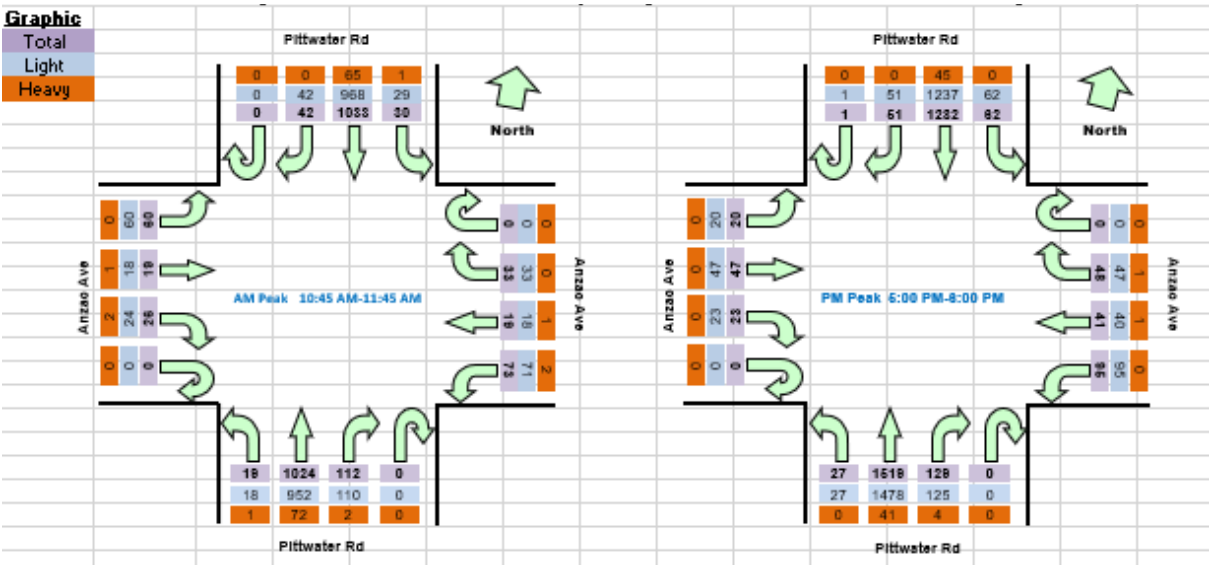 Graphic
Total
Light
Heavy
Pittwater Rd
0 0 65 1
0 42 968 29
0 42 1033 30
North
Anzac Ave
0 60 60
1 18 19
2 24 26
0 0 0
AM Peak 10:45 AM-11:45 AM
0 0 0
33 33 0
19 18 1
73 71 2
Anzac Ave
19 1024 112 0
18 952 110 0
1 72 2 0
Pittwater Rd
Pittwater Rd
0 0 45 0
1 51 1237 62
1 51 1282 62
North
Anzac Ave
0 20 20
0 47 47
0 23 23
0 0 0
PM Peak 5:00 PM-6:00 PM
0 0 0
48 47 1
41 40 1
95 95 0
Anzac Ave
27 1519 129 0
27 1478 125 0
0 41 4 0
Pittwater Rd